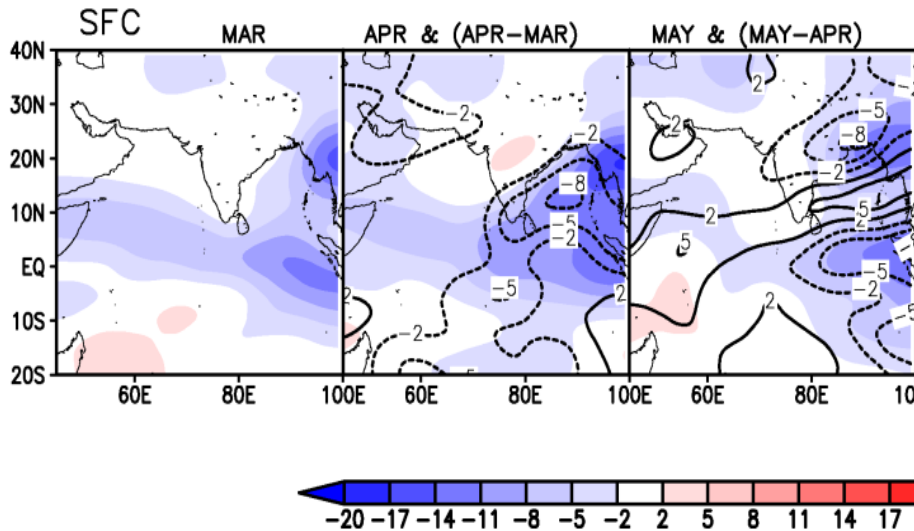 SFC
MAR
APR & (APR-MAR)
MAY & (MAY-APR)
40N
30N
20N
10N
EQ
10S
20S
-2
-2
-8
-5
-2
-5
2
2
-2
2
2
-5
-8
-2
2
5
2
5
-5
-2
2
60E
80E
100E
60E
80E
100E
60E
80E
-20 -17 -14 -11 -8 -5 -2 2 5 8 11 14 17